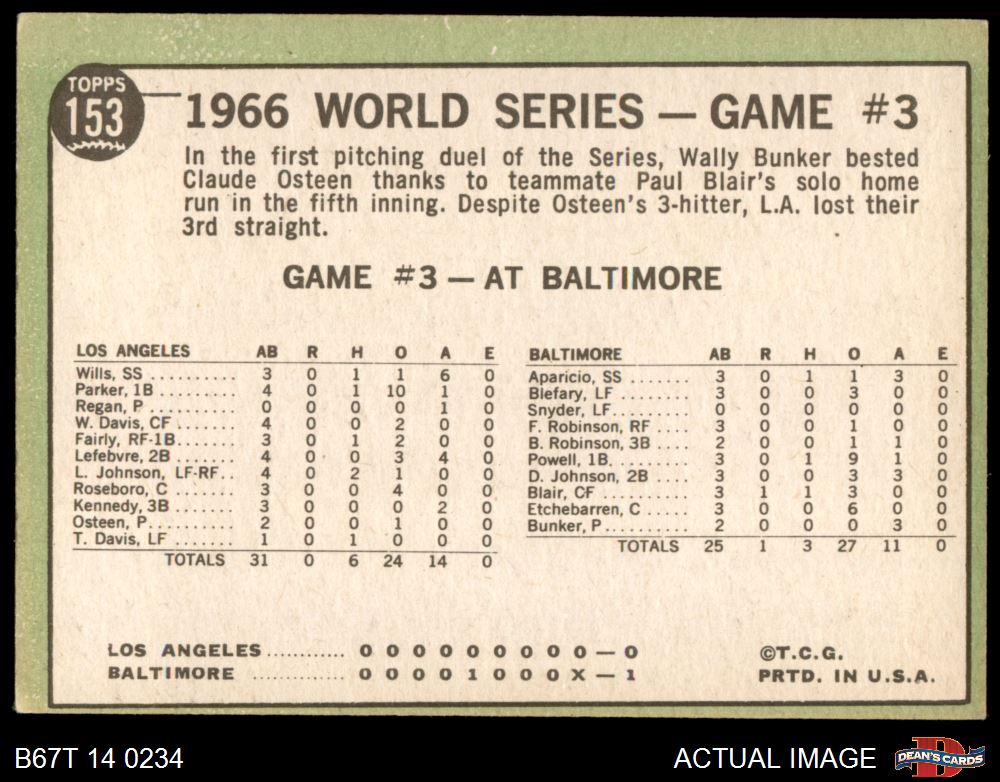 TOPPS
153
1966 WORLD SERIES — GAME #3
In the first pitching duel of the Series, Wally Bunker bested
Claude Osteen thanks to teammate Paul Blair's solo home
run in the fifth inning. Despite Osteen's 3-hitter, L.A. lost their
3rd straight.
GAME #3 — AT BALTIMORE
LOS ANGELES AB R H O A E
Wills, SS .......... 3 0 1 1 6 0
Parker, 1B ......... 4 0 1 10 1 0
Regan, P .......... 0 0 0 0 1 0
W. Davis, CF ....... 4 0 0 2 0 0
Fairly, RF-1B....... 3 0 1 2 0 0
Lefebvre, 2B ....... 4 0 0 3 4 0
L. Johnson, LF-RF.. 4 0 2 1 0 0
Roseboro, C ....... 3 0 0 4 0 0
Kennedy, 3B ....... 3 0 0 0 2 0
Osteen, P.......... 2 0 0 1 0 0
T. Davis, LF ....... 1 0 1 0 0 0
TOTALS 31 0 6 24 14 0
BALTIMORE AB R H O A E
Aparicio, SS ....... 3 0 1 1 3 0
Blefary, LF ........ 3 0 0 3 0 0
Snyder, LF......... 0 0 0 0 0 0
F. Robinson, RF .... 3 0 0 1 0 0
B. Robinson, 3B .... 2 0 0 1 1 0
Powell, 1B. ........ 3 0 1 9 1 0
D. Johnson, 2B .... 3 0 0 3 3 0
Blair, CF .......... 3 1 1 3 0 0
Etchebarren, C ..... 3 0 0 6 0 0
Bunker, P.......... 2 0 0 0 3 0
TOTALS 25 1 3 27 11 0
LOS ANGELES ........... 0 0 0 0 0 0 0 0 0 — 0
BALTIMORE ............. 0 0 0 0 1 0 0 0 X — 1
©T.C.G.
PRTD. IN U.S.A.
B67T 14 0234
ACTUAL IMAGE
D
DEAN'S CARDS